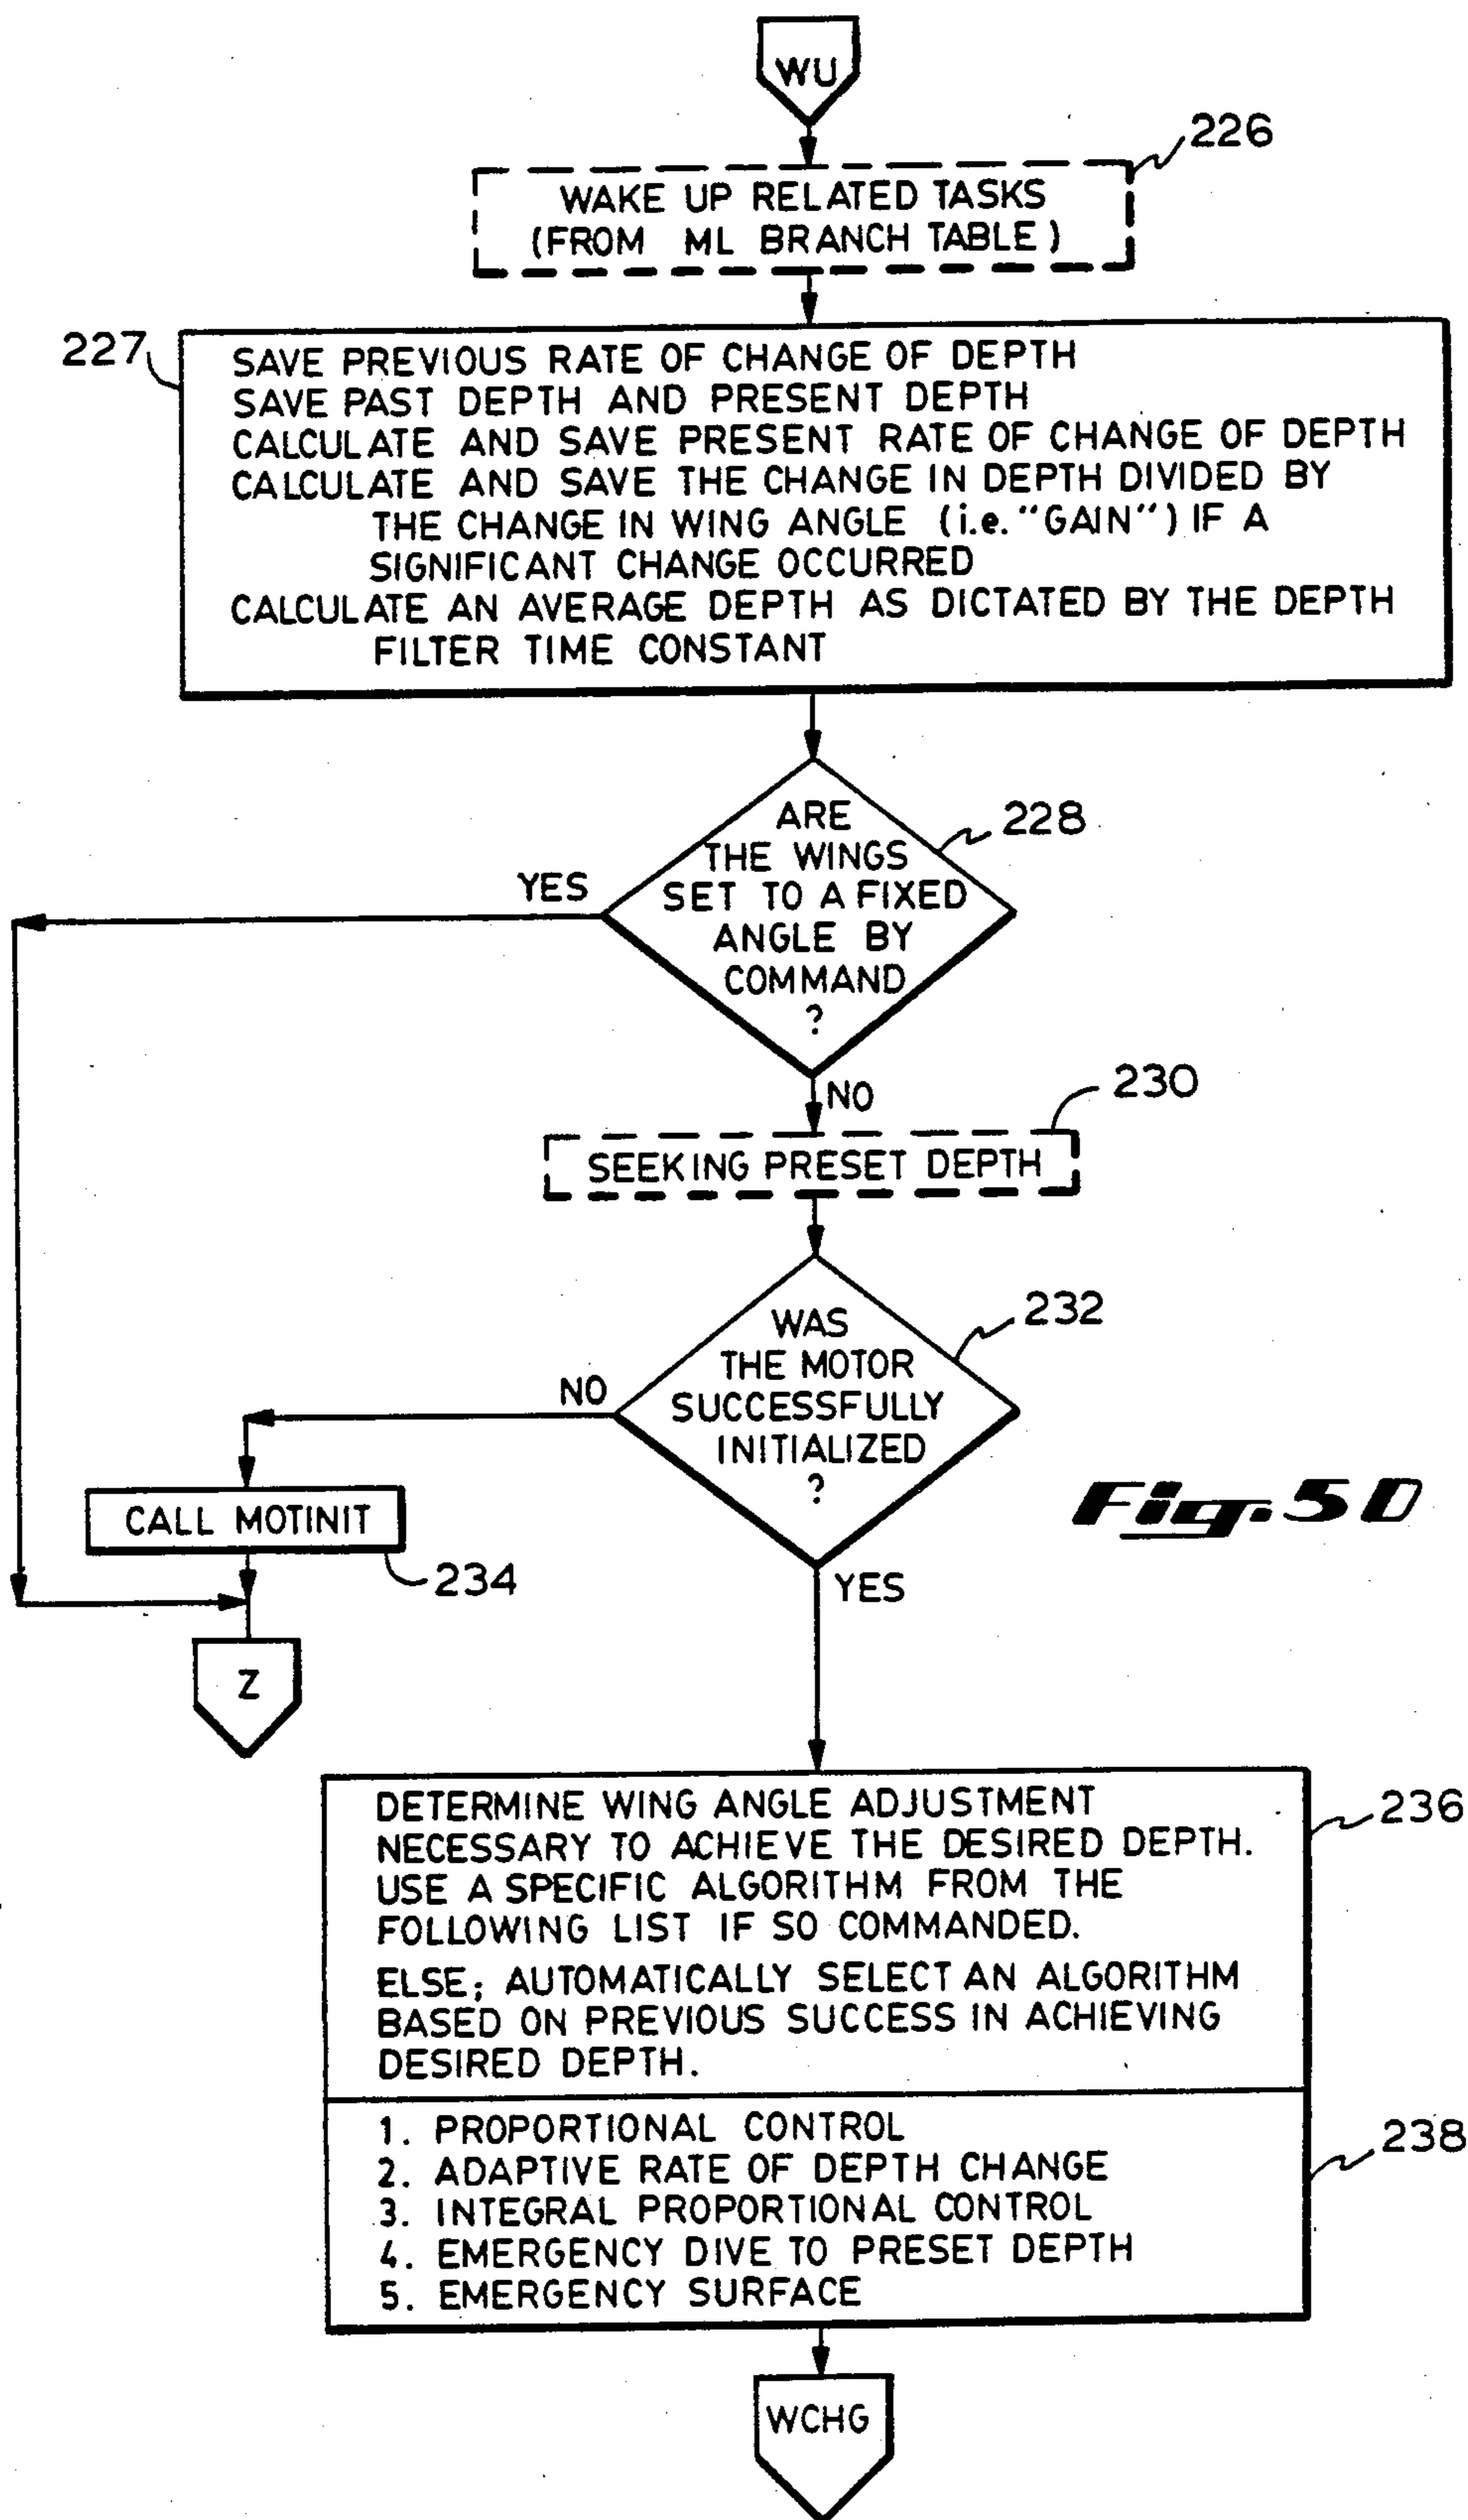 WU
226
WAKE UP RELATED TASKS
(FROM ML BRANCH TABLE)
227
SAVE PREVIOUS RATE OF CHANGE OF DEPTH
SAVE PAST DEPTH AND PRESENT DEPTH
CALCULATE AND SAVE PRESENT RATE OF CHANGE OF DEPTH
CALCULATE AND SAVE THE CHANGE IN DEPTH DIVIDED BY
THE CHANGE IN WING ANGLE (i.e. "GAIN") IF A
SIGNIFICANT CHANGE OCCURRED
CALCULATE AN AVERAGE DEPTH AS DICTATED BY THE DEPTH
FILTER TIME CONSTANT
228
ARE
THE WINGS
SET TO A FIXED
ANGLE BY
COMMAND
?
YES
NO
230
SEEKING PRESET DEPTH
232
WAS
THE MOTOR
SUCCESSFULLY
INITIALIZED
?
NO
YES
CALL MOTINIT
234
Z
Fig. 5D
236
DETERMINE WING ANGLE ADJUSTMENT
NECESSARY TO ACHIEVE THE DESIRED DEPTH.
USE A SPECIFIC ALGORITHM FROM THE
FOLLOWING LIST IF SO COMMANDED.
ELSE; AUTOMATICALLY SELECT AN ALGORITHM
BASED ON PREVIOUS SUCCESS IN ACHIEVING
DESIRED DEPTH.
238
1. PROPORTIONAL CONTROL
2. ADAPTIVE RATE OF DEPTH CHANGE
3. INTEGRAL PROPORTIONAL CONTROL
4. EMERGENCY DIVE TO PRESET DEPTH
5. EMERGENCY SURFACE
WCHG